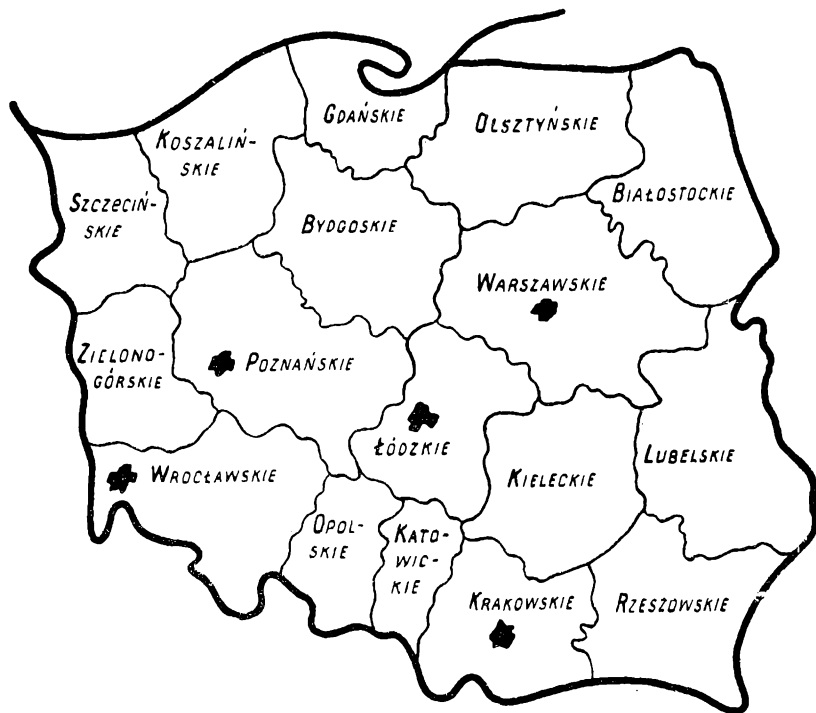 GDAŃSKIE
OLSZTYŃSKIE
KOSZALIŃ-
SKIE
BIAŁOSTOCKIE
SZCZECIŃ-
SKIE
BYDGOSKIE
WARSZAWSKIE
ZIELONO-
GÓRSKIE
POZNAŃSKIE
ŁÓDZKIE
LUBELSKIE
WROCŁAWSKIE
KIELECKIE
OPOL-
SKIE
KATO-
WIC-
KIE
KRAKOWSKIE
RZESZOWSKIE